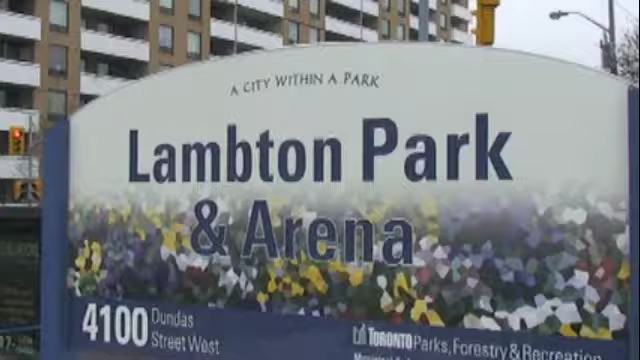 A CITY WITHIN A PARK
Lambton Park
& Arena
4100 Dundas
Street West
TORONTO Parks, Forestry & Recreation